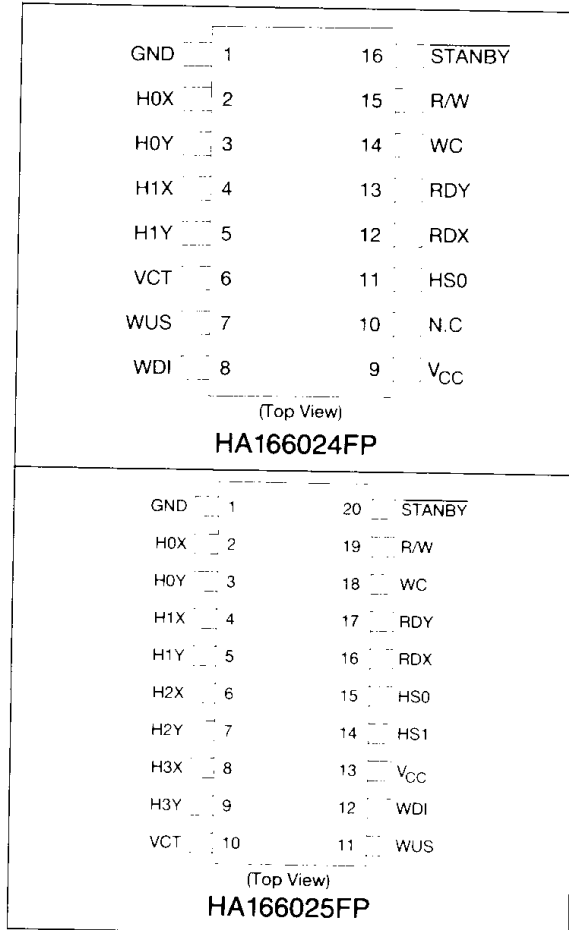 GND 1 16 STANBY
H0X 2 15 R/W
H0Y 3 14 WC
H1X 4 13 RDY
H1Y 5 12 RDX
VCT 6 11 HS0
WUS 7 10 N.C
WDI 8 9 VCC
(Top View)
HA166024FP
GND 1 20 STANBY
H0X 2 19 R/W
H0Y 3 18 WC
H1X 4 17 RDY
H1Y 5 16 RDX
H2X 6 15 HS0
H2Y 7 14 HS1
H3X 8 13 VCC
H3Y 9 12 WDI
VCT 10 11 WUS
(Top View)
HA166025FP